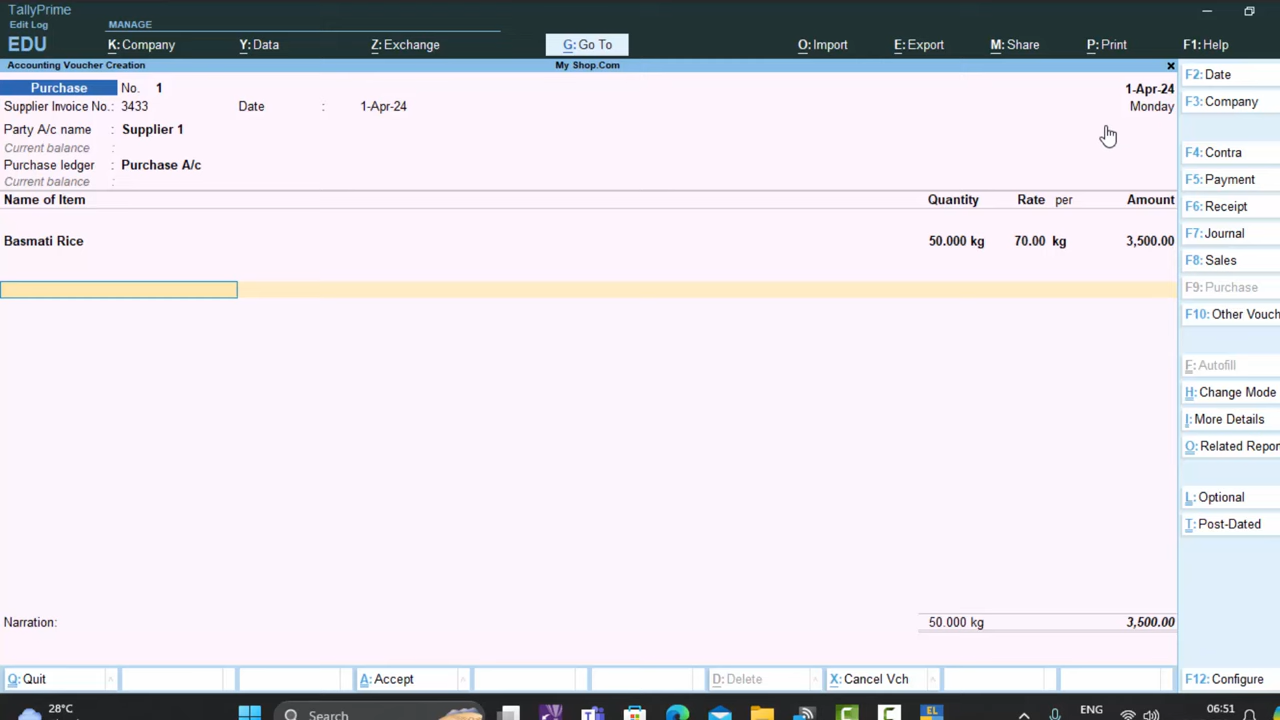 TallyPrime
Edit Log
MANAGE
EDU
K: Company
Y: Data
Z: Exchange
G: Go To
O: Import
E: Export
M: Share
P: Print
F1: Help
Accounting Voucher Creation
My Shop.Com
×
Purchase No. 1
1-Apr-24
Supplier Invoice No.: 3433 Date : 1-Apr-24
Monday
Party A/c name : Supplier 1
Current balance :
Purchase ledger : Purchase A/c
Current balance :
Name of Item Quantity Rate per Amount
Basmati Rice 50.000 kg 70.00 kg 3,500.00
Narration: 50.000 kg 3,500.00
F2: Date
F3: Company
F4: Contra
F5: Payment
F6: Receipt
F7: Journal
F8: Sales
F9: Purchase
F10: Other Vouch
F: Autofill
H: Change Mode
I: More Details
O: Related Repor
L: Optional
T: Post-Dated
Q: Quit
A: Accept
D: Delete
X: Cancel Vch
F12: Configure
28°C
Search
EL
ENG
06:51